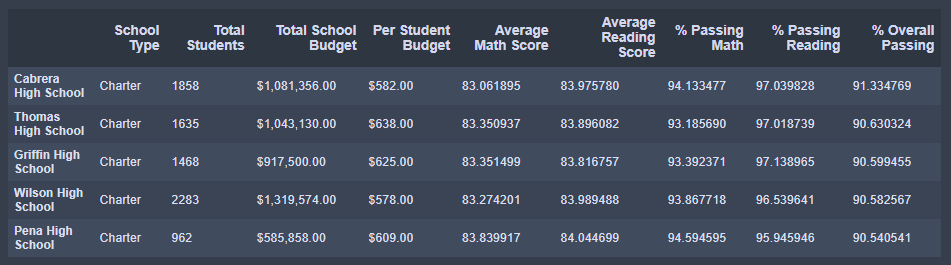 School Type Total Students Total School Budget Per Student Budget Average Math Score Average Reading Score % Passing Math % Passing Reading % Overall Passing
Cabrera High School Charter 1858 $1,081,356.00 $582.00 83.061895 83.975780 94.133477 97.039828 91.334769
Thomas High School Charter 1635 $1,043,130.00 $638.00 83.350937 83.896082 93.185690 97.018739 90.630324
Griffin High School Charter 1468 $917,500.00 $625.00 83.351499 83.816757 93.392371 97.138965 90.599455
Wilson High School Charter 2283 $1,319,574.00 $578.00 83.274201 83.989488 93.867718 96.539641 90.582567
Pena High School Charter 962 $585,858.00 $609.00 83.839917 84.044699 94.594595 95.945946 90.540541